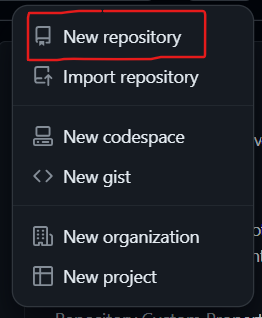 New repository
Import repository
New codespace
New gist
New organization
New project